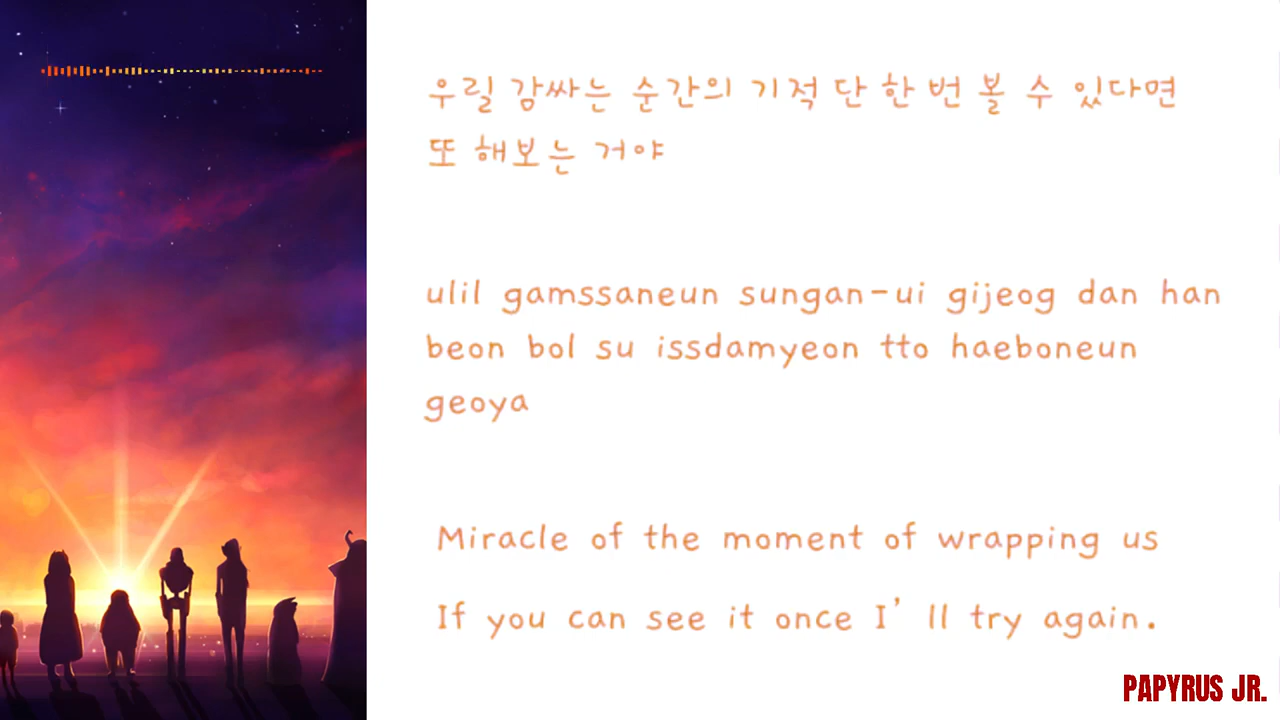 우릴 감싸는 순간의 기적 단 한 번 볼 수 있다면
또 해보는 거야
ulil gamssaneun sungan-ui gijeog dan han
beon bol su issdamyeon tto haeboneun
geoya
Miracle of the moment of wrapping us
If you can see it once I'll try again.
PAPYRUS JR.